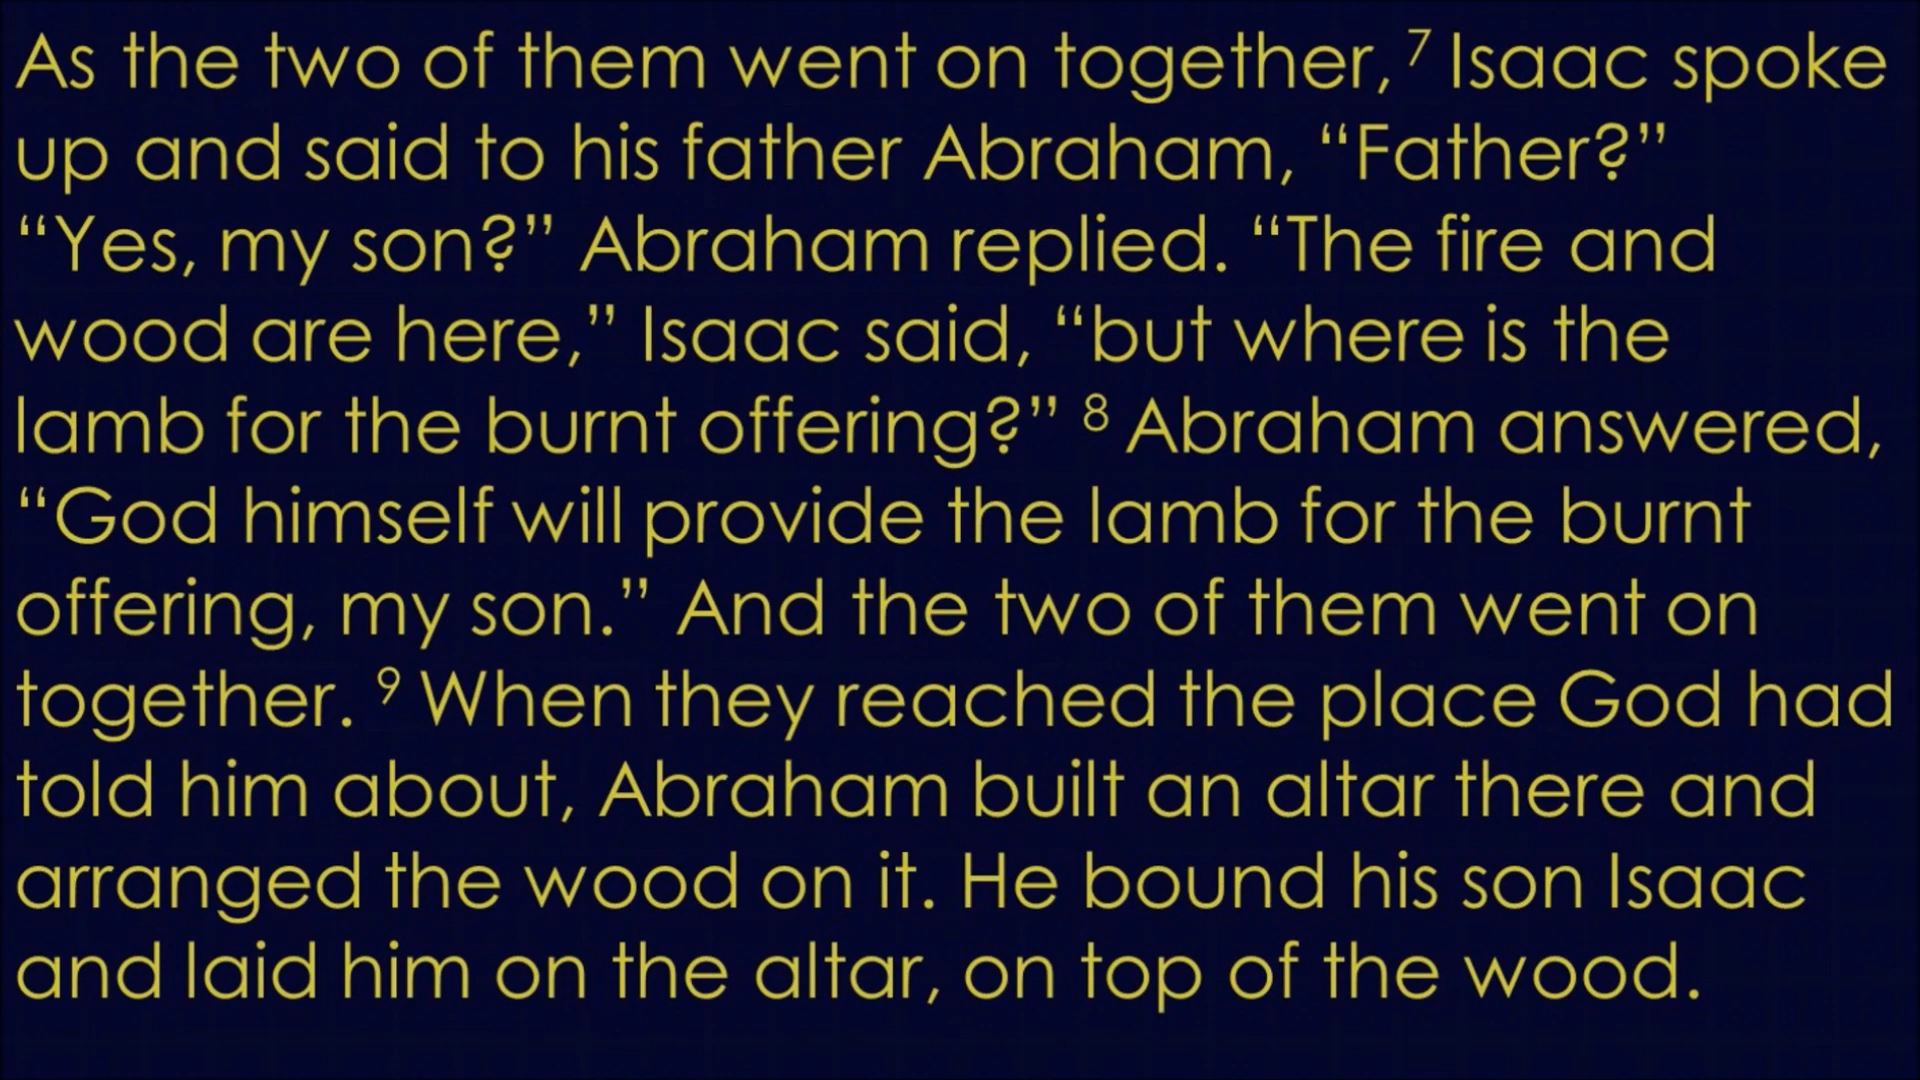 As the two of them went on together,⁷ Isaac spoke
up and said to his father Abraham, “Father?”
“Yes, my son?” Abraham replied. “The fire and
wood are here,” Isaac said, “but where is the
lamb for the burnt offering?” ⁸ Abraham answered,
“God himself will provide the lamb for the burnt
offering, my son.” And the two of them went on
together. ⁹ When they reached the place God had
told him about, Abraham built an altar there and
arranged the wood on it. He bound his son Isaac
and laid him on the altar, on top of the wood.